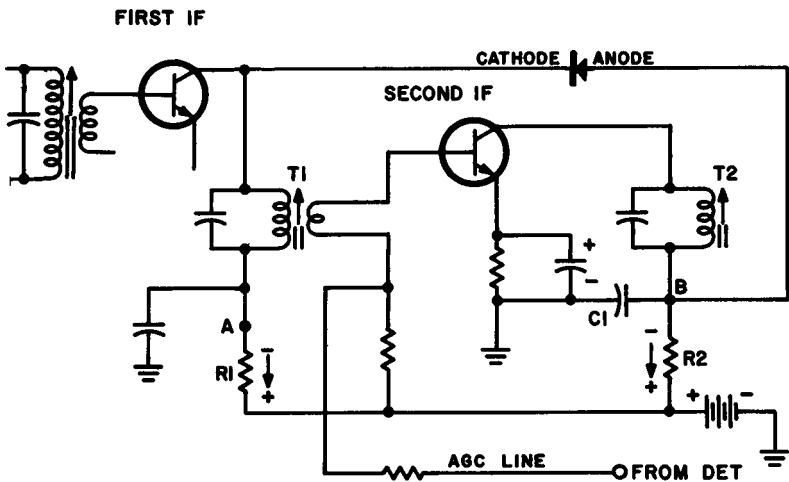 FIRST IF
CATHODE ANODE
SECOND IF
T1
T2
+
-
B
C1
A
R1
-
+
-
+
R2
+ -
AGC LINE
FROM DET